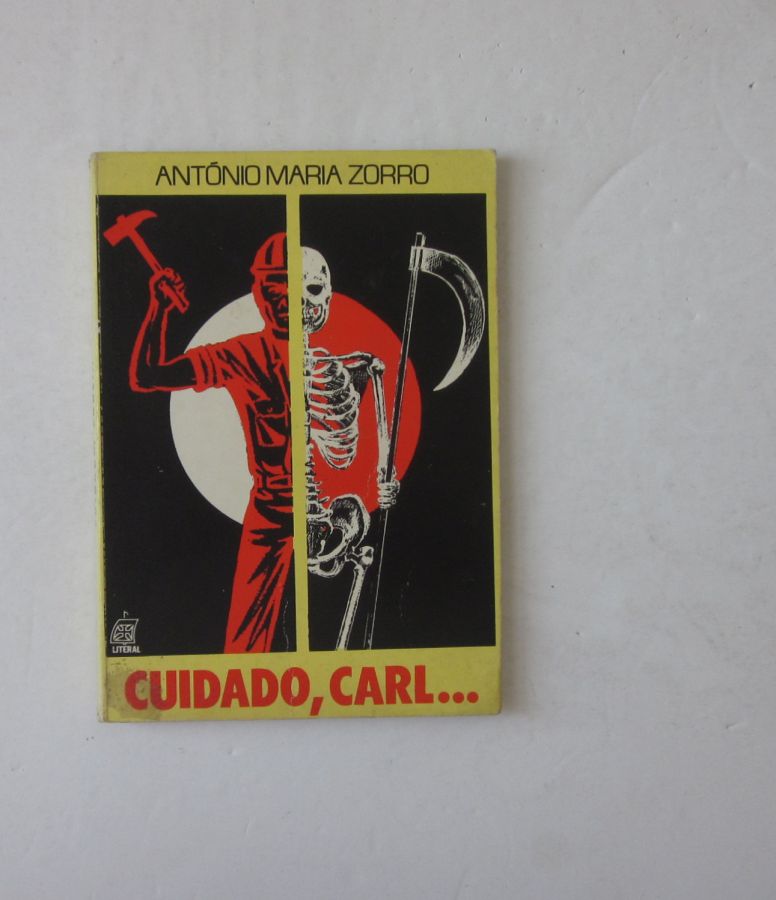 ANTÓNIO MARIA ZORRO
LITERAL
CUIDADO, CARL...